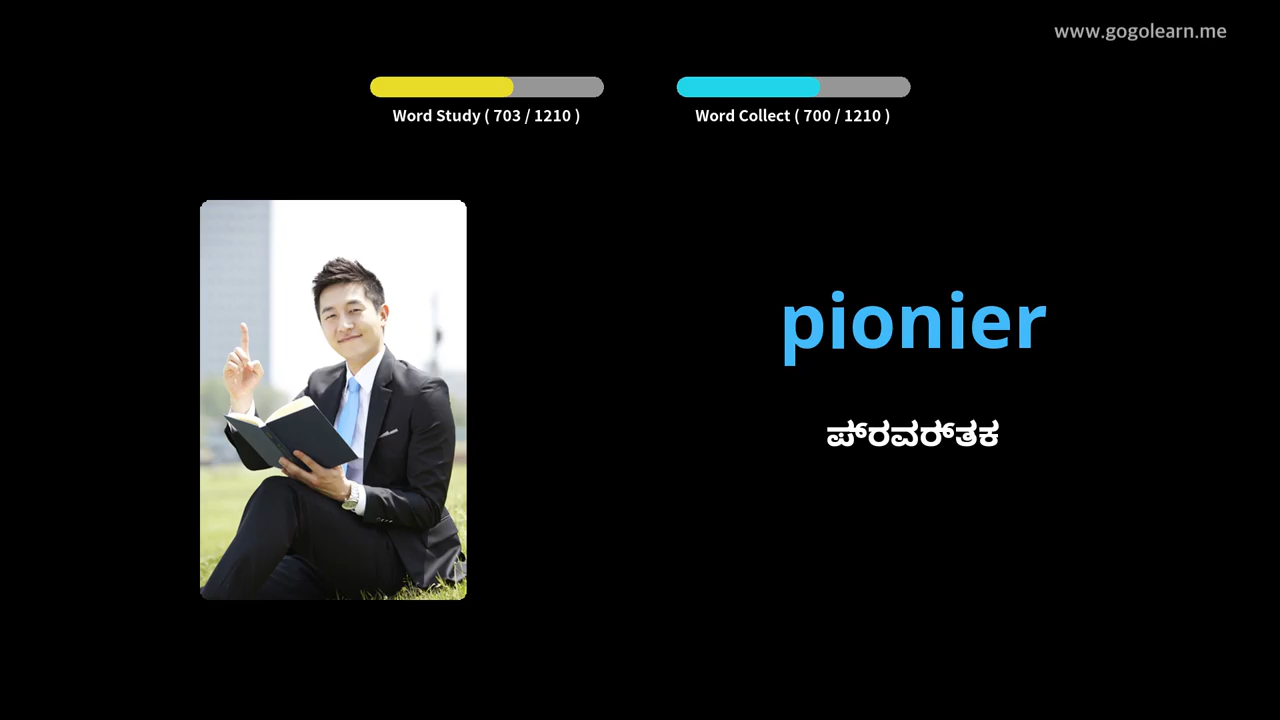 www.gogolearn.me
Word Study ( 703 / 1210 )
Word Collect ( 700 / 1210 )
pionier
ಪ್ರವರ್ತಕ